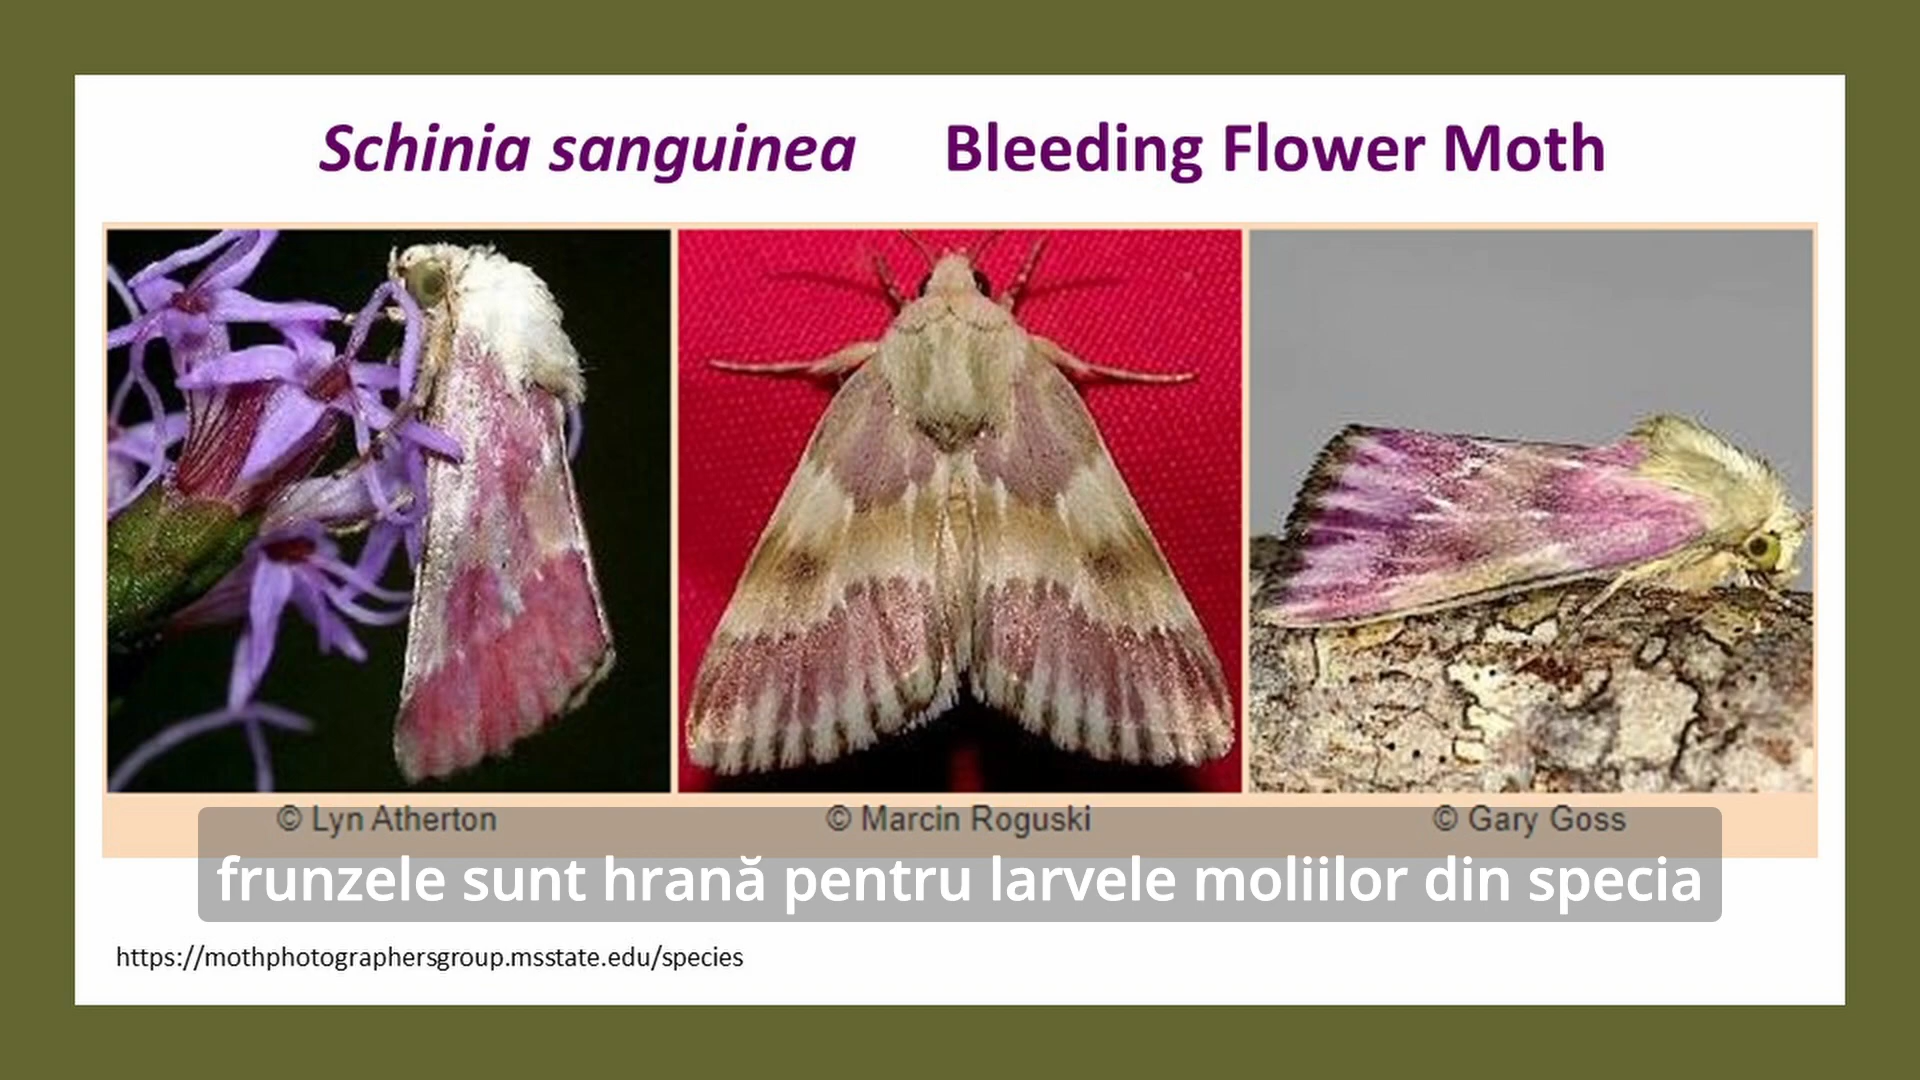 Schinia sanguinea Bleeding Flower Moth
© Lyn Atherton © Marcin Roguski © Gary Goss
frunzele sunt hrană pentru larvele moliilor din specia
https://mothphotographersgroup.msstate.edu/species